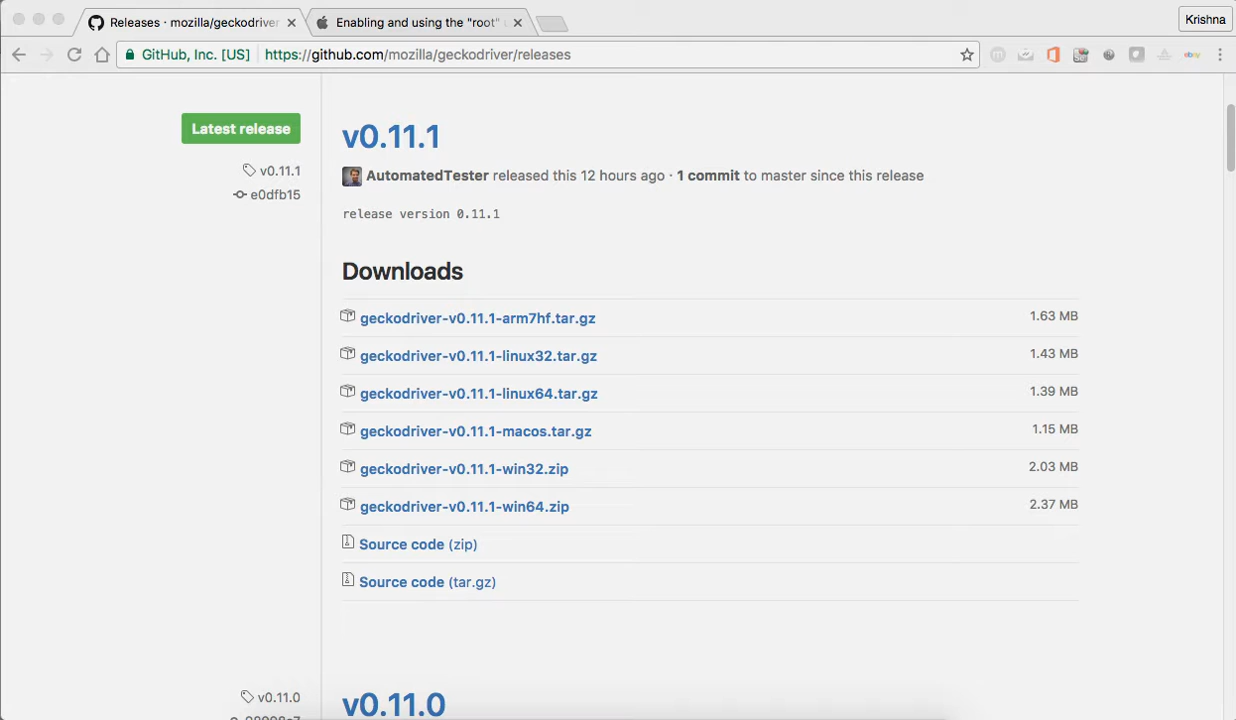 Releases · mozilla/geckodriver
Enabling and using the "root"
Krishna
GitHub, Inc. [US]
https://github.com/mozilla/geckodriver/releases
Latest release
v0.11.1
e0dfb15
v0.11.1
AutomatedTester released this 12 hours ago · 1 commit to master since this release
release version 0.11.1
Downloads
geckodriver-v0.11.1-arm7hf.tar.gz 1.63 MB
geckodriver-v0.11.1-linux32.tar.gz 1.43 MB
geckodriver-v0.11.1-linux64.tar.gz 1.39 MB
geckodriver-v0.11.1-macos.tar.gz 1.15 MB
geckodriver-v0.11.1-win32.zip 2.03 MB
geckodriver-v0.11.1-win64.zip 2.37 MB
Source code (zip)
Source code (tar.gz)
v0.11.0
v0.11.0